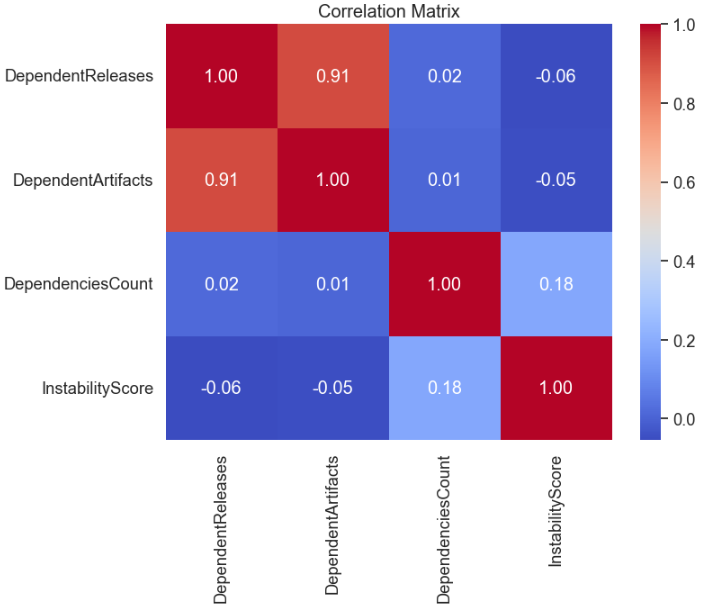 Correlation Matrix
DependentReleases 1.00 0.91 0.02 -0.06
DependentArtifacts 0.91 1.00 0.01 -0.05
DependenciesCount 0.02 0.01 1.00 0.18
InstabilityScore -0.06 -0.05 0.18 1.00
DependentReleases
DependentArtifacts
DependenciesCount
InstabilityScore
1.0
0.8
0.6
0.4
0.2
0.0